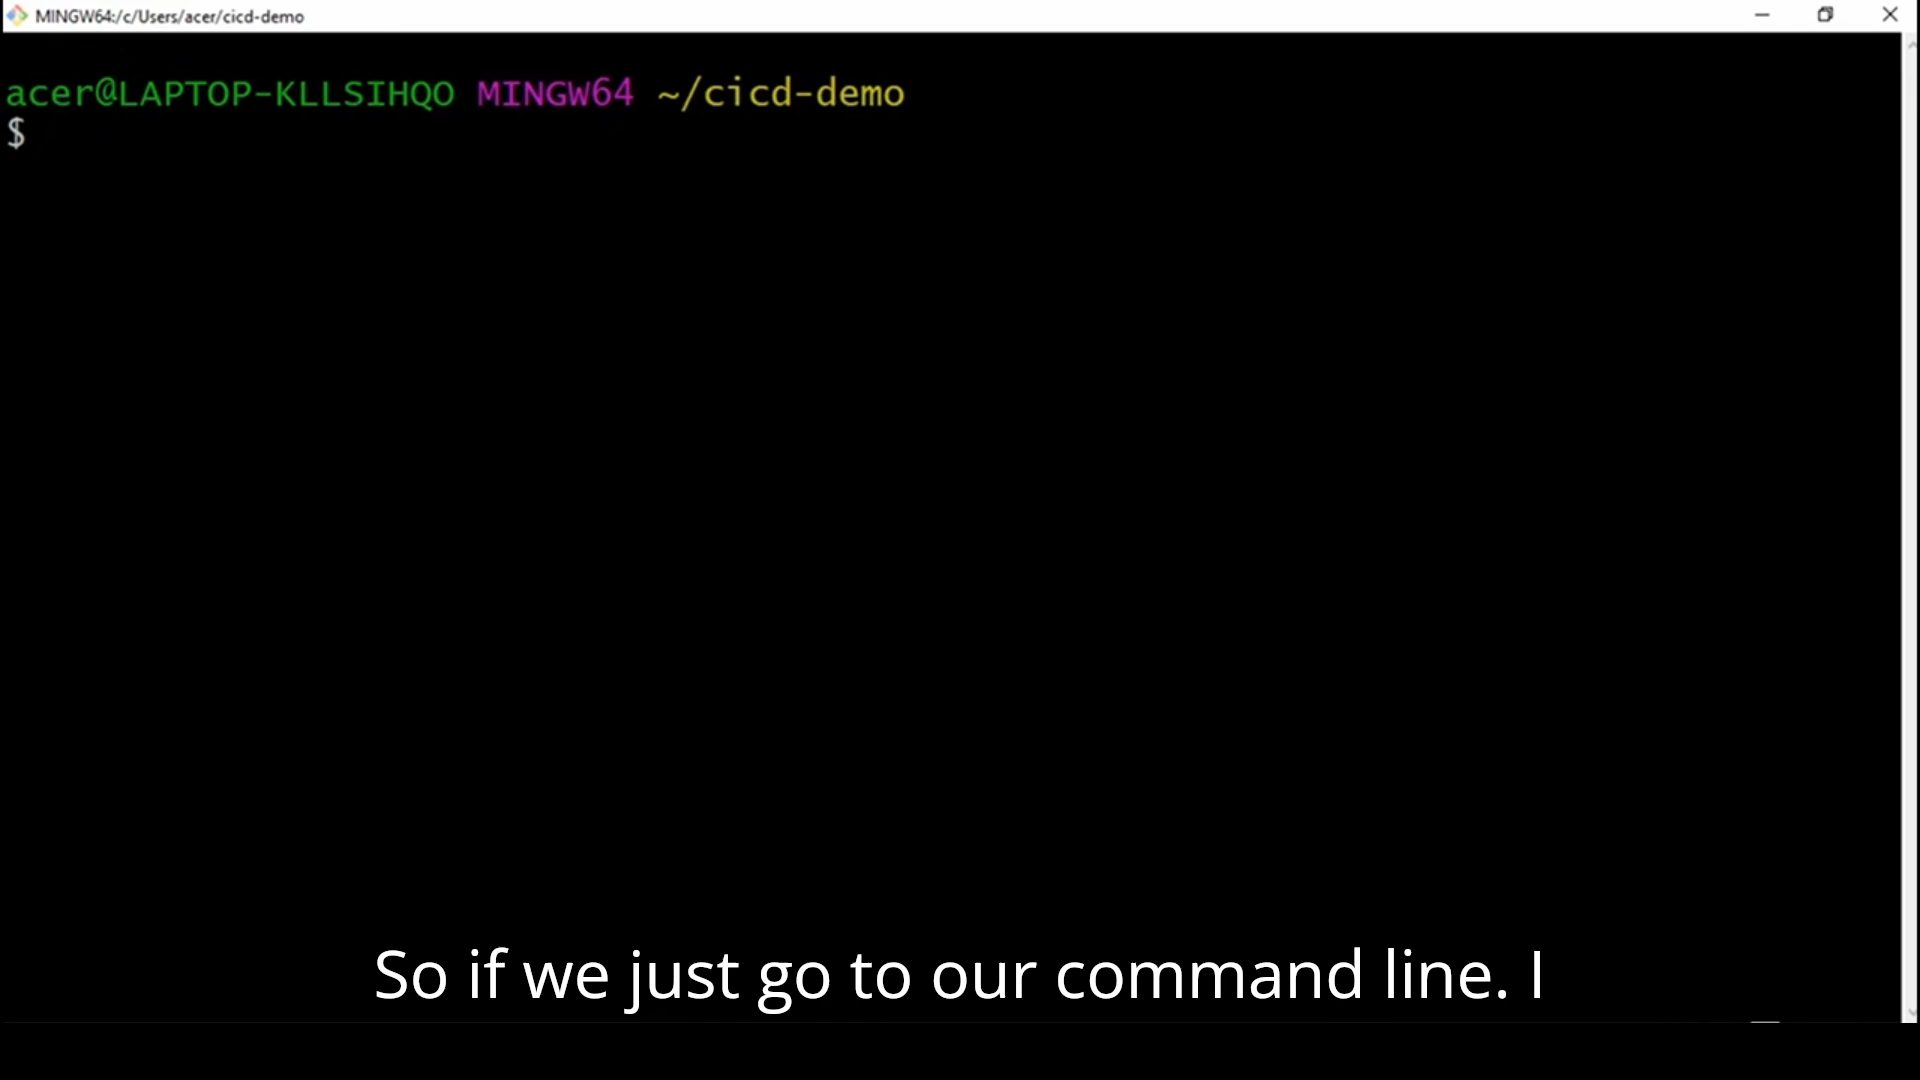 MINGW64:/c/Users/acer/cicd-demo
acer@LAPTOP-KLLSIHQO MINGW64 ~/cicd-demo
$
So if we just go to our command line. I